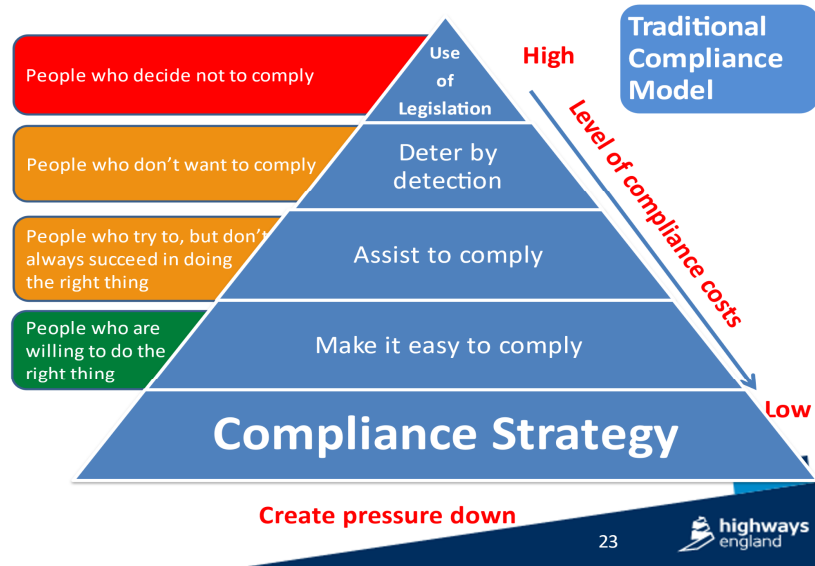 Traditional
Compliance
Model
People who decide not to comply
Use
of
Legislation
High
People who don't want to comply
Deter by
detection
Level of compliance costs
People who try to, but don't
always succeed in doing
the right thing
Assist to comply
People who are
willing to do the
right thing
Make it easy to comply
Low
Compliance Strategy
Create pressure down
23
highways
england